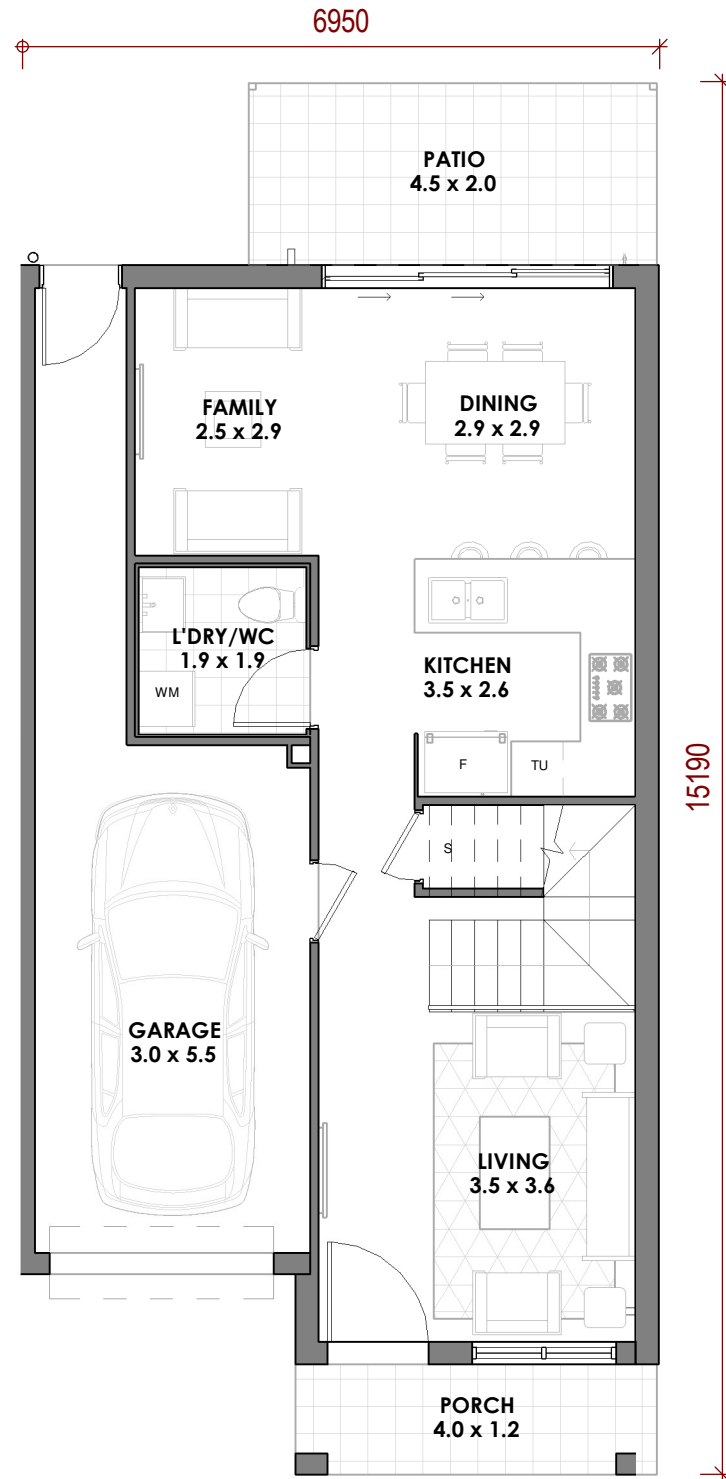 6950
PATIO
4.5 x 2.0
FAMILY
2.5 x 2.9
DINING
2.9 x 2.9
L'DRY/WC
1.9 x 1.9
WM
KITCHEN
3.5 x 2.6
F
TU
15190
S
GARAGE
3.0 x 5.5
LIVING
3.5 x 3.6
PORCH
4.0 x 1.2